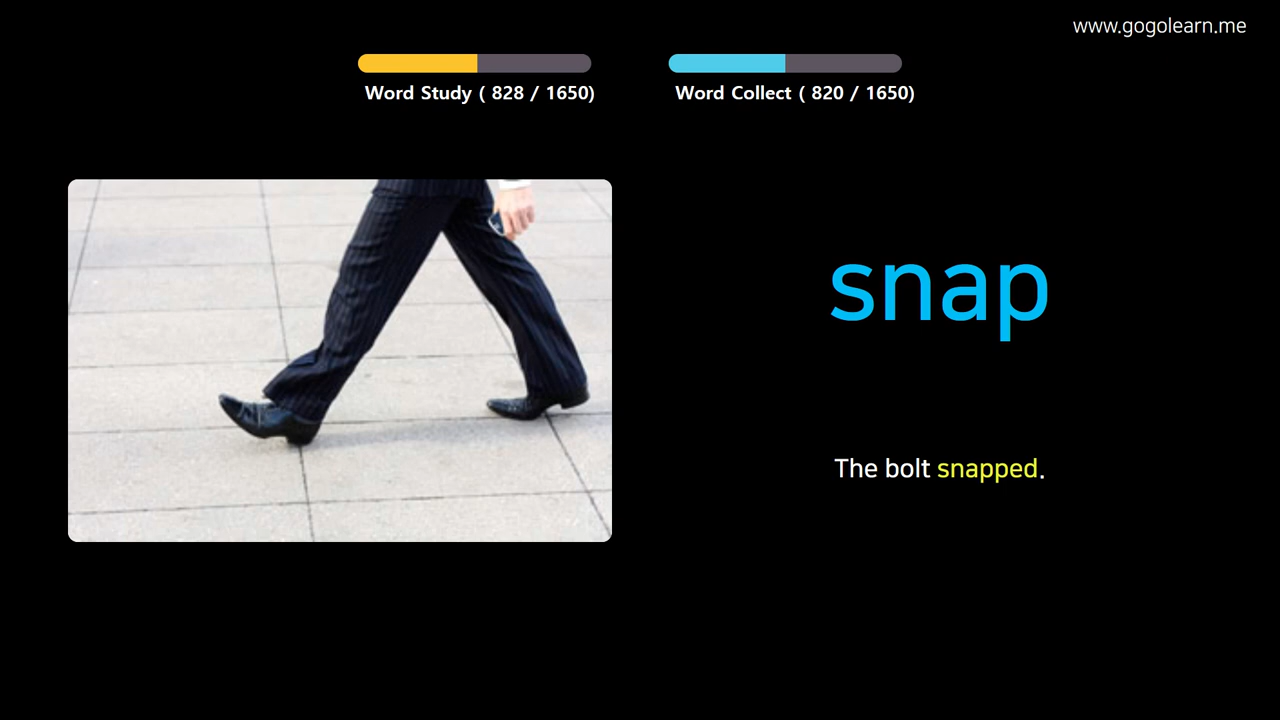 www.gogolearn.me
Word Study ( 828 / 1650)
Word Collect ( 820 / 1650)
snap
The bolt snapped.